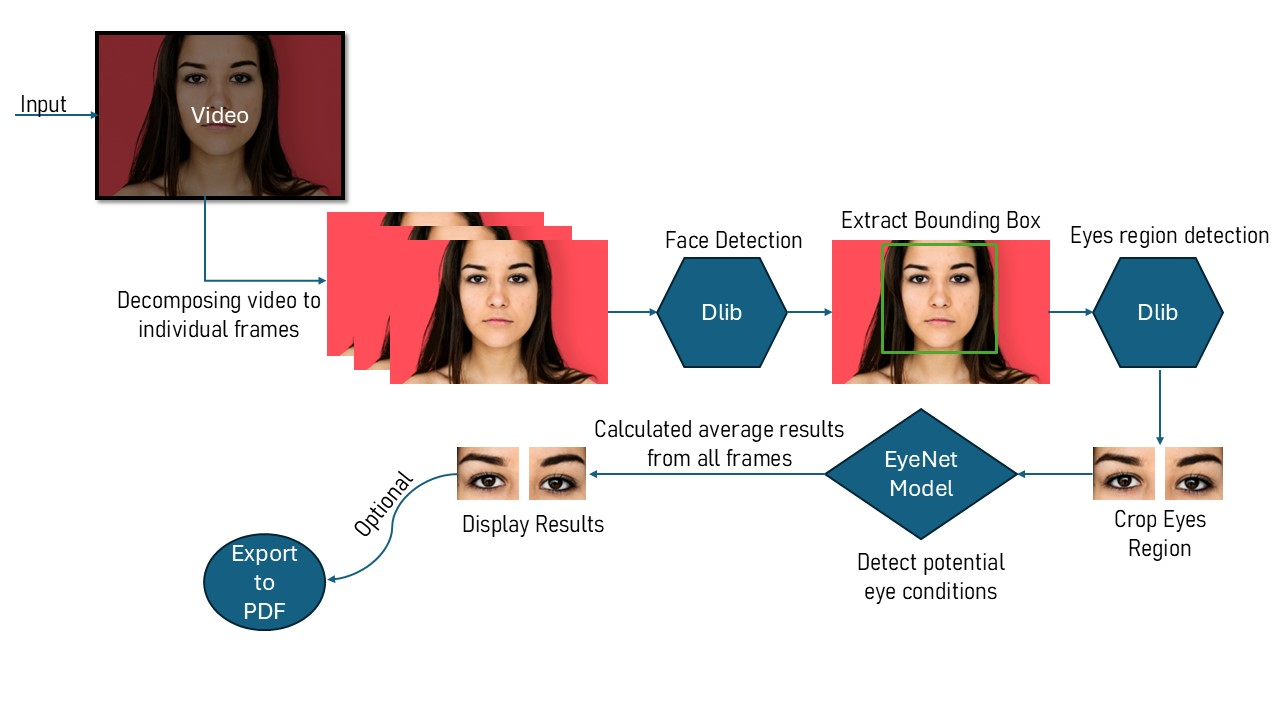 Input
Video
Decomposing video to
individual frames
Face Detection
Dlib
Extract Bounding Box
Eyes region detection
Dlib
Crop Eyes
Region
EyeNet
Model
Detect potential
eye conditions
Calculated average results
from all frames
Display Results
Optional
Export
to
PDF